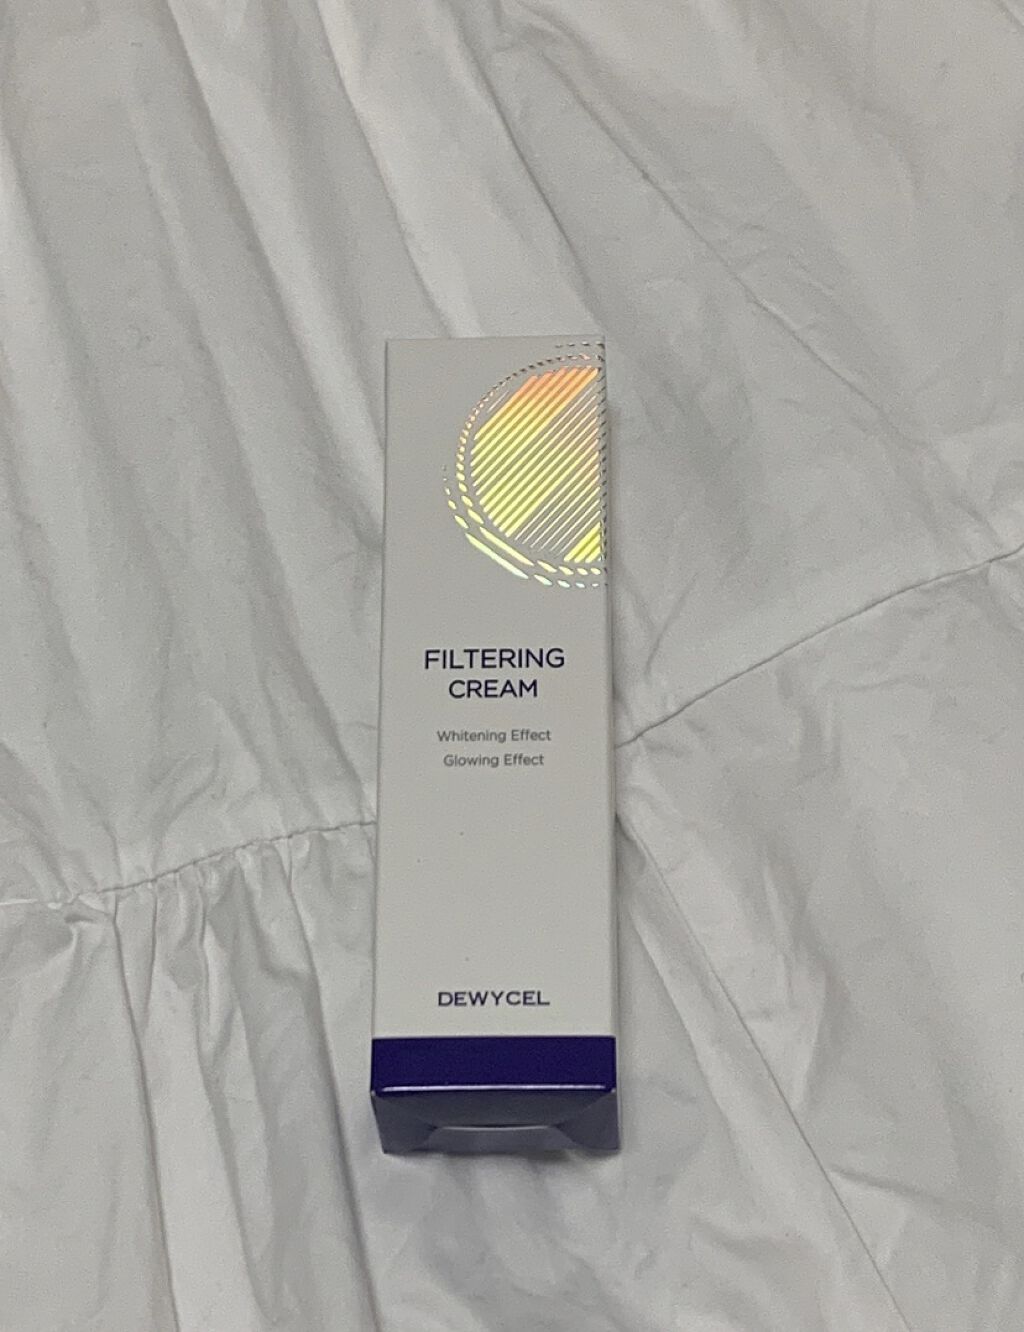 FILTERING
CREAM
Whitening Effect
Glowing Effect
DEWYCEL